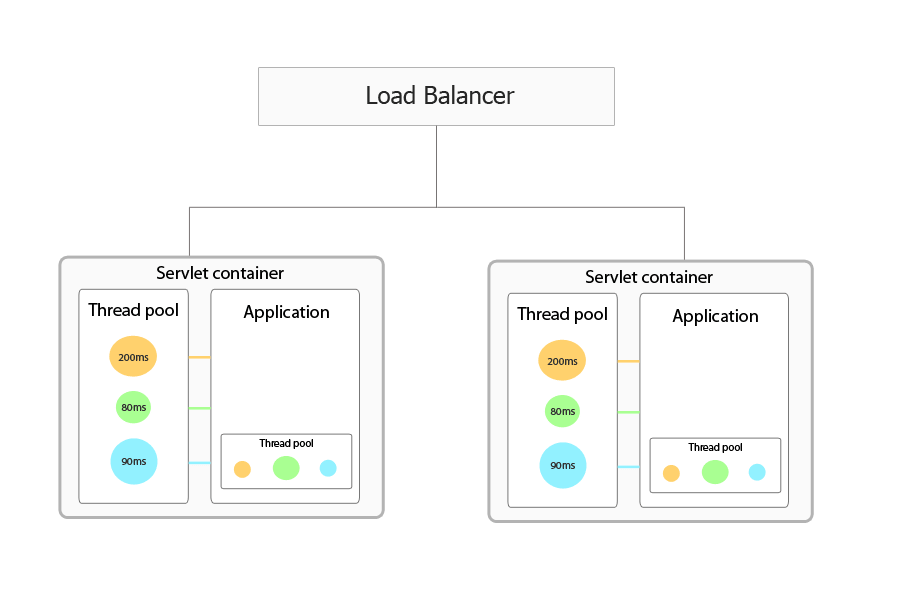 Load Balancer
Servlet container
Thread pool
Application
200ms
80ms
90ms
Thread pool
Servlet container
Thread pool
Application
200ms
80ms
90ms
Thread pool